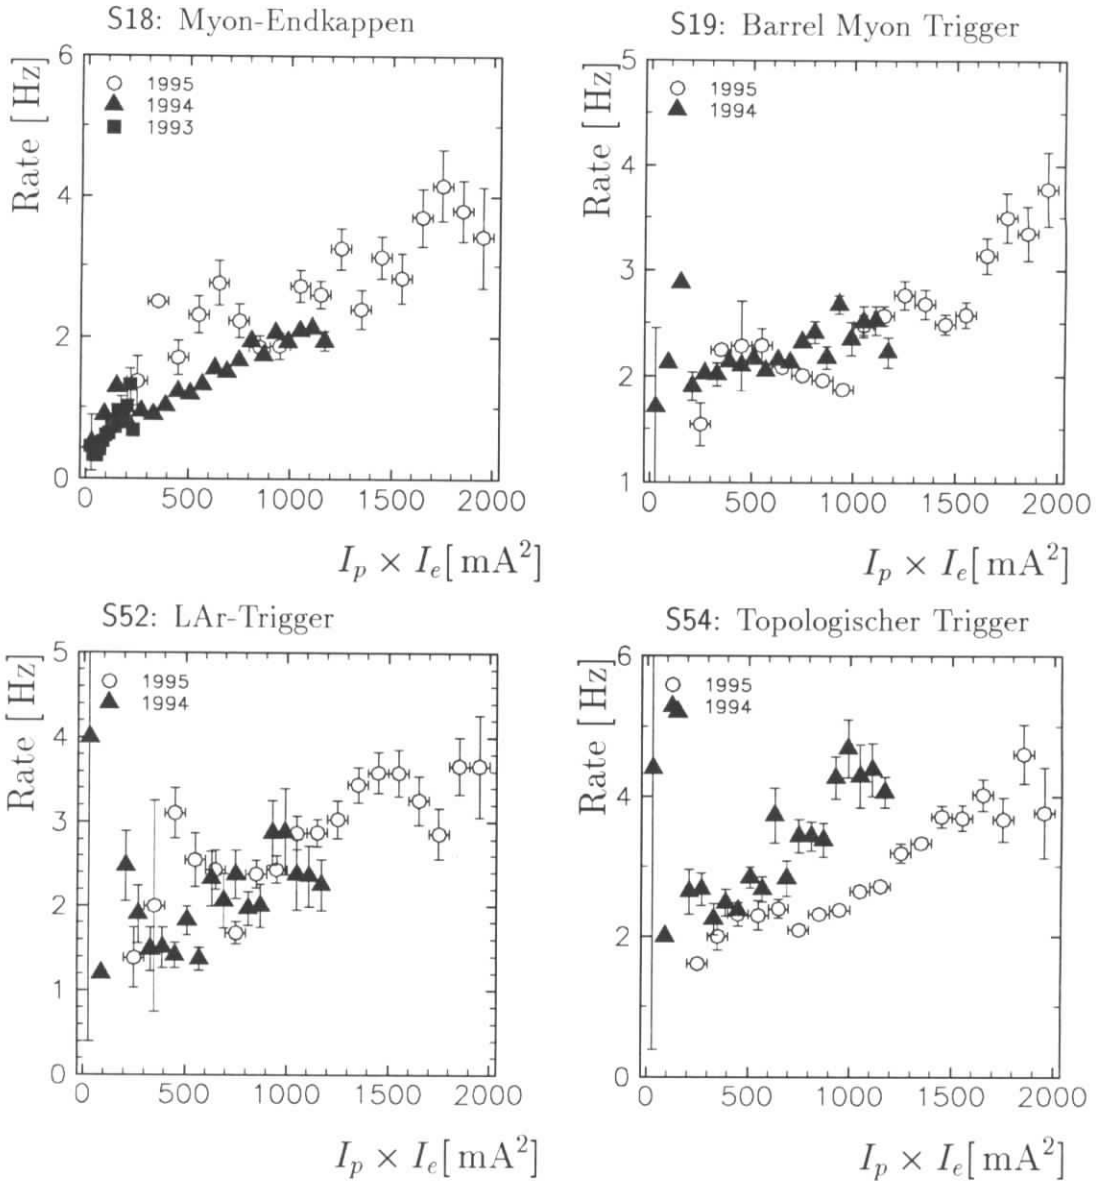 S18: Myon-Endkappen
Rate [Hz]
6
4
2
0
1995
1994
1993
0 500 1000 1500 2000
I_p × I_e [mA²]
S19: Barrel Myon Trigger
Rate [Hz]
5
4
3
2
1
1995
1994
0 500 1000 1500 2000
I_p × I_e [mA²]
S52: LAr-Trigger
Rate [Hz]
5
4
3
2
1
0
1995
1994
0 500 1000 1500 2000
I_p × I_e [mA²]
S54: Topologischer Trigger
Rate [Hz]
6
4
2
0
1995
1994
0 500 1000 1500 2000
I_p × I_e [mA²]